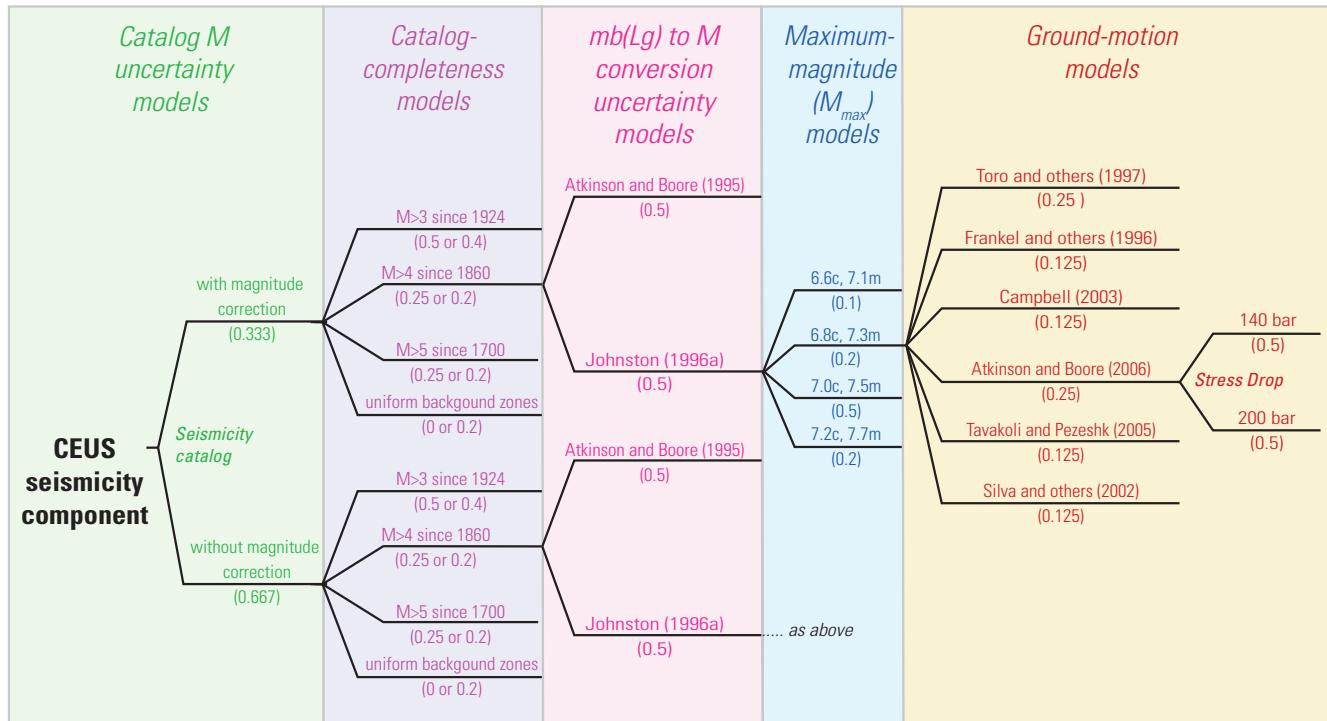 Catalog M
uncertainty
models
Catalog-
completeness
models
mb(Lg) to M
conversion
uncertainty
models
Maximum-
magnitude
(Mmax)
models
Ground-motion
models
CEUS
seismicity
component
Seismicity
catalog
with magnitude
correction
(0.333)
without magnitude
correction
(0.667)
M>3 since 1924
(0.5 or 0.4)
M>4 since 1860
(0.25 or 0.2)
M>5 since 1700
(0.25 or 0.2)
uniform backgound zones
(0 or 0.2)
M>3 since 1924
(0.5 or 0.4)
M>4 since 1860
(0.25 or 0.2)
M>5 since 1700
(0.25 or 0.2)
uniform backgound zones
(0 or 0.2)
Atkinson and Boore (1995)
(0.5)
Johnston (1996a)
(0.5)
Atkinson and Boore (1995)
(0.5)
Johnston (1996a)
(0.5)
..... as above
6.6c, 7.1m
(0.1)
6.8c, 7.3m
(0.2)
7.0c, 7.5m
(0.5)
7.2c, 7.7m
(0.2)
Toro and others (1997)
(0.25 )
Frankel and others (1996)
(0.125)
Campbell (2003)
(0.125)
Atkinson and Boore (2006)
(0.25)
Tavakoli and Pezeshk (2005)
(0.125)
Silva and others (2002)
(0.125)
140 bar
(0.5)
Stress Drop
200 bar
(0.5)